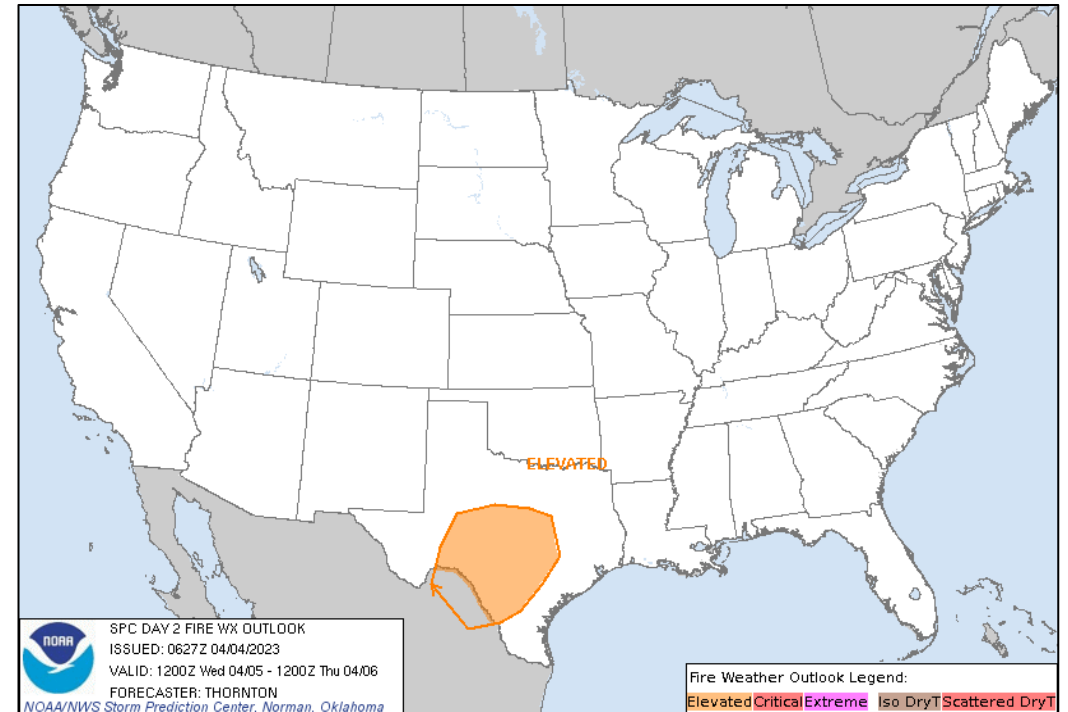 ELEVATED
NOAA
SPC DAY 2 FIRE WX OUTLOOK
ISSUED: 0627Z 04/04/2023
VALID: 1200Z Wed 04/05 - 1200Z Thu 04/06
FORECASTER: THORNTON
NOAA/NWS Storm Prediction Center, Norman, Oklahoma
Fire Weather Outlook Legend:
Elevated Critical Extreme Iso DryT Scattered DryT